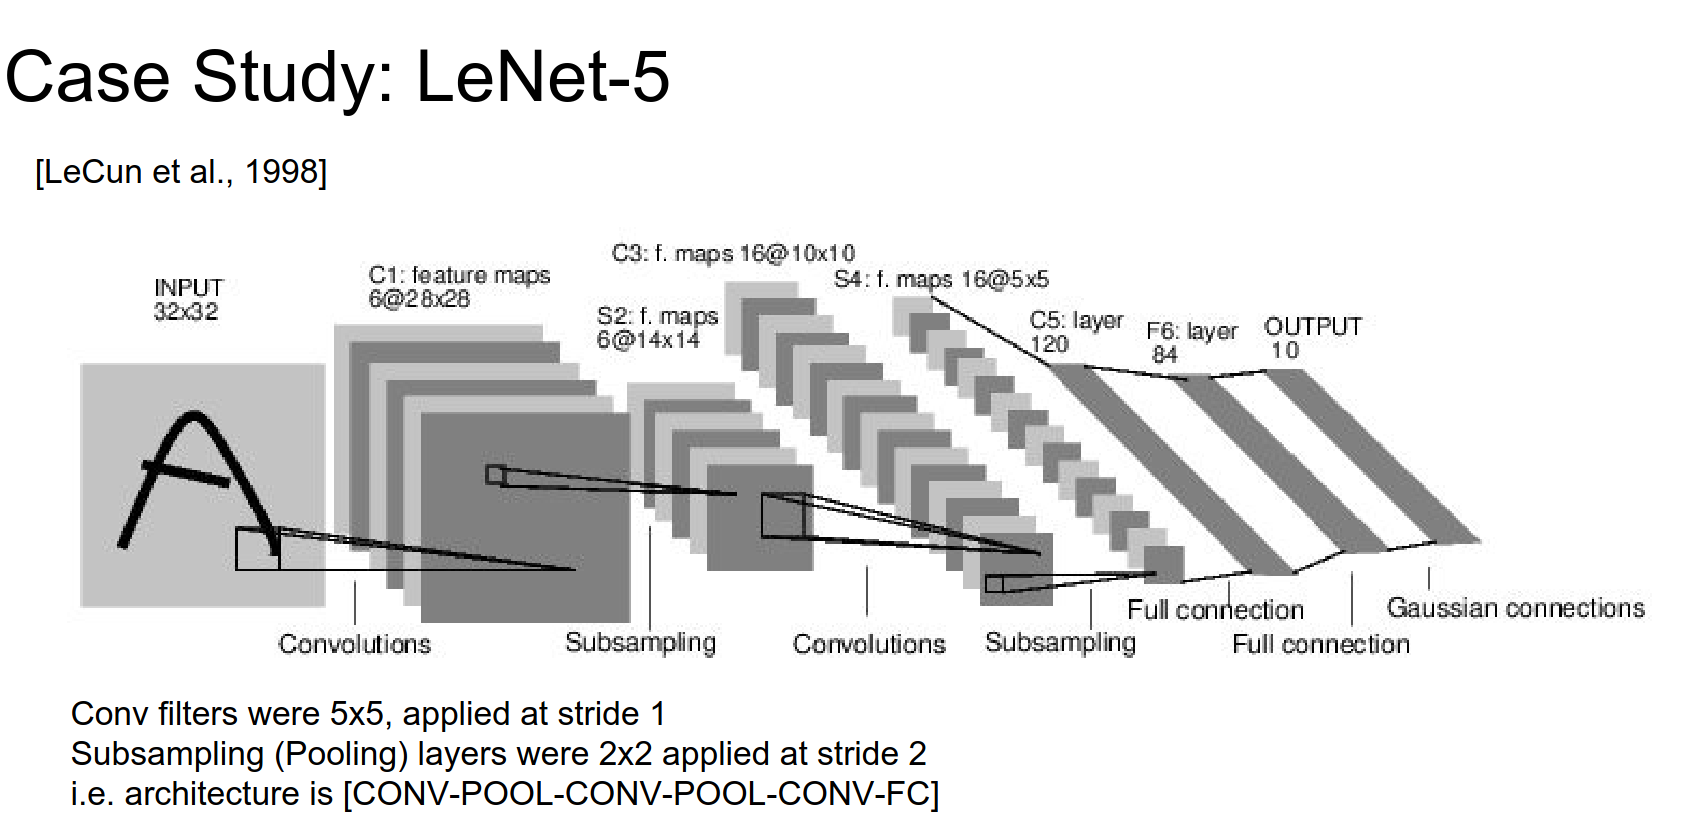 Case Study: LeNet-5
[LeCun et al., 1998]
INPUT
32x32
C1: feature maps
6@28x28
S2: f. maps
6@14x14
C3: f. maps 16@10x10
S4: f. maps 16@5x5
C5: layer
120
F6: layer
84
OUTPUT
10
Convolutions
Subsampling
Convolutions
Subsampling
Full connection
Full connection
Gaussian connections
Conv filters were 5x5, applied at stride 1
Subsampling (Pooling) layers were 2x2 applied at stride 2
i.e. architecture is [CONV-POOL-CONV-POOL-CONV-FC]